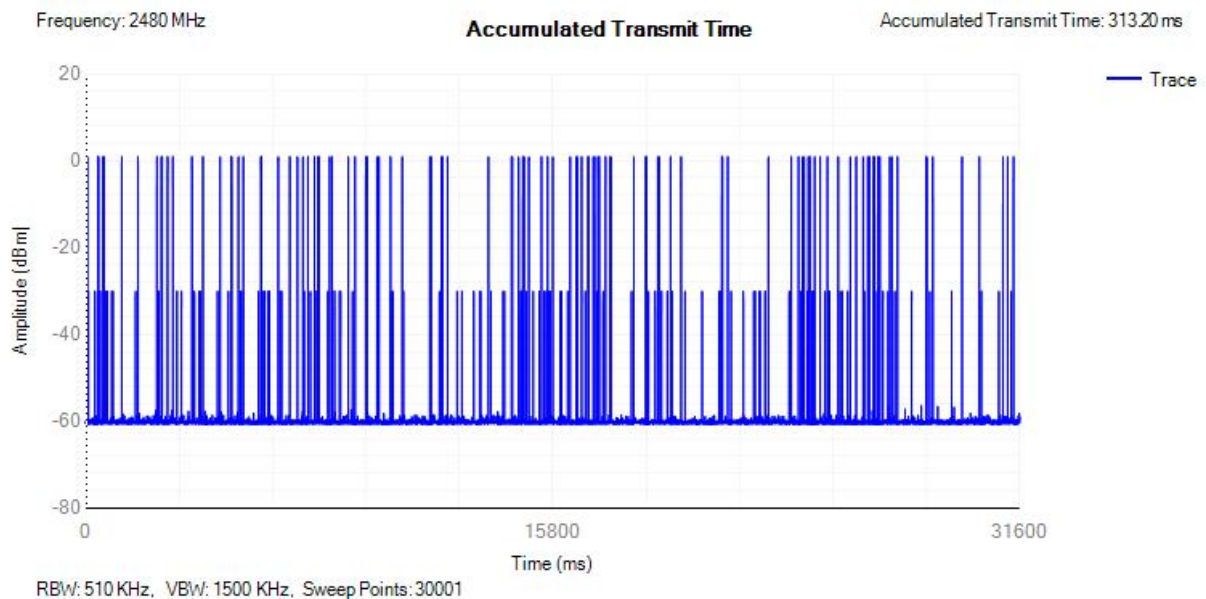 Frequency: 2480 MHz
Accumulated Transmit Time
Accumulated Transmit Time: 313.20 ms
Trace
20
0
-20
-40
-60
-80
Amplitude (dBm)
0
15800
31600
Time (ms)
RBW: 510 KHz, VBW: 1500 KHz, Sweep Points: 30001